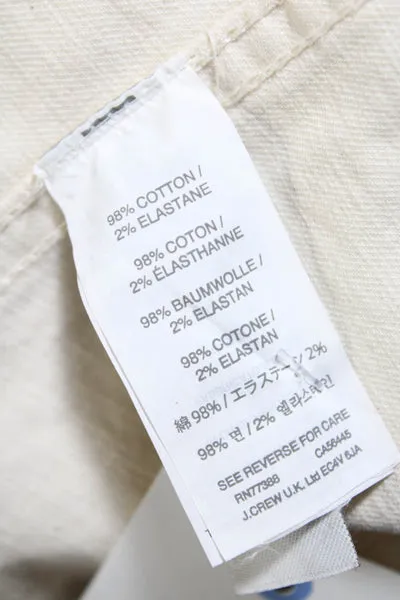 98% COTTON /
2% ELASTANE
98% COTON /
2% ÉLASTHANNE
98% BAUMWOLLE /
2% ELASTAN
98% COTONE /
2% ELASTAN
綿 98% / エラステーン 2%
98% 면 / 2% 엘라스테인
SEE REVERSE FOR CARE
RN77388 CA56445
J.CREW U.K. Ltd EC4V 6JA